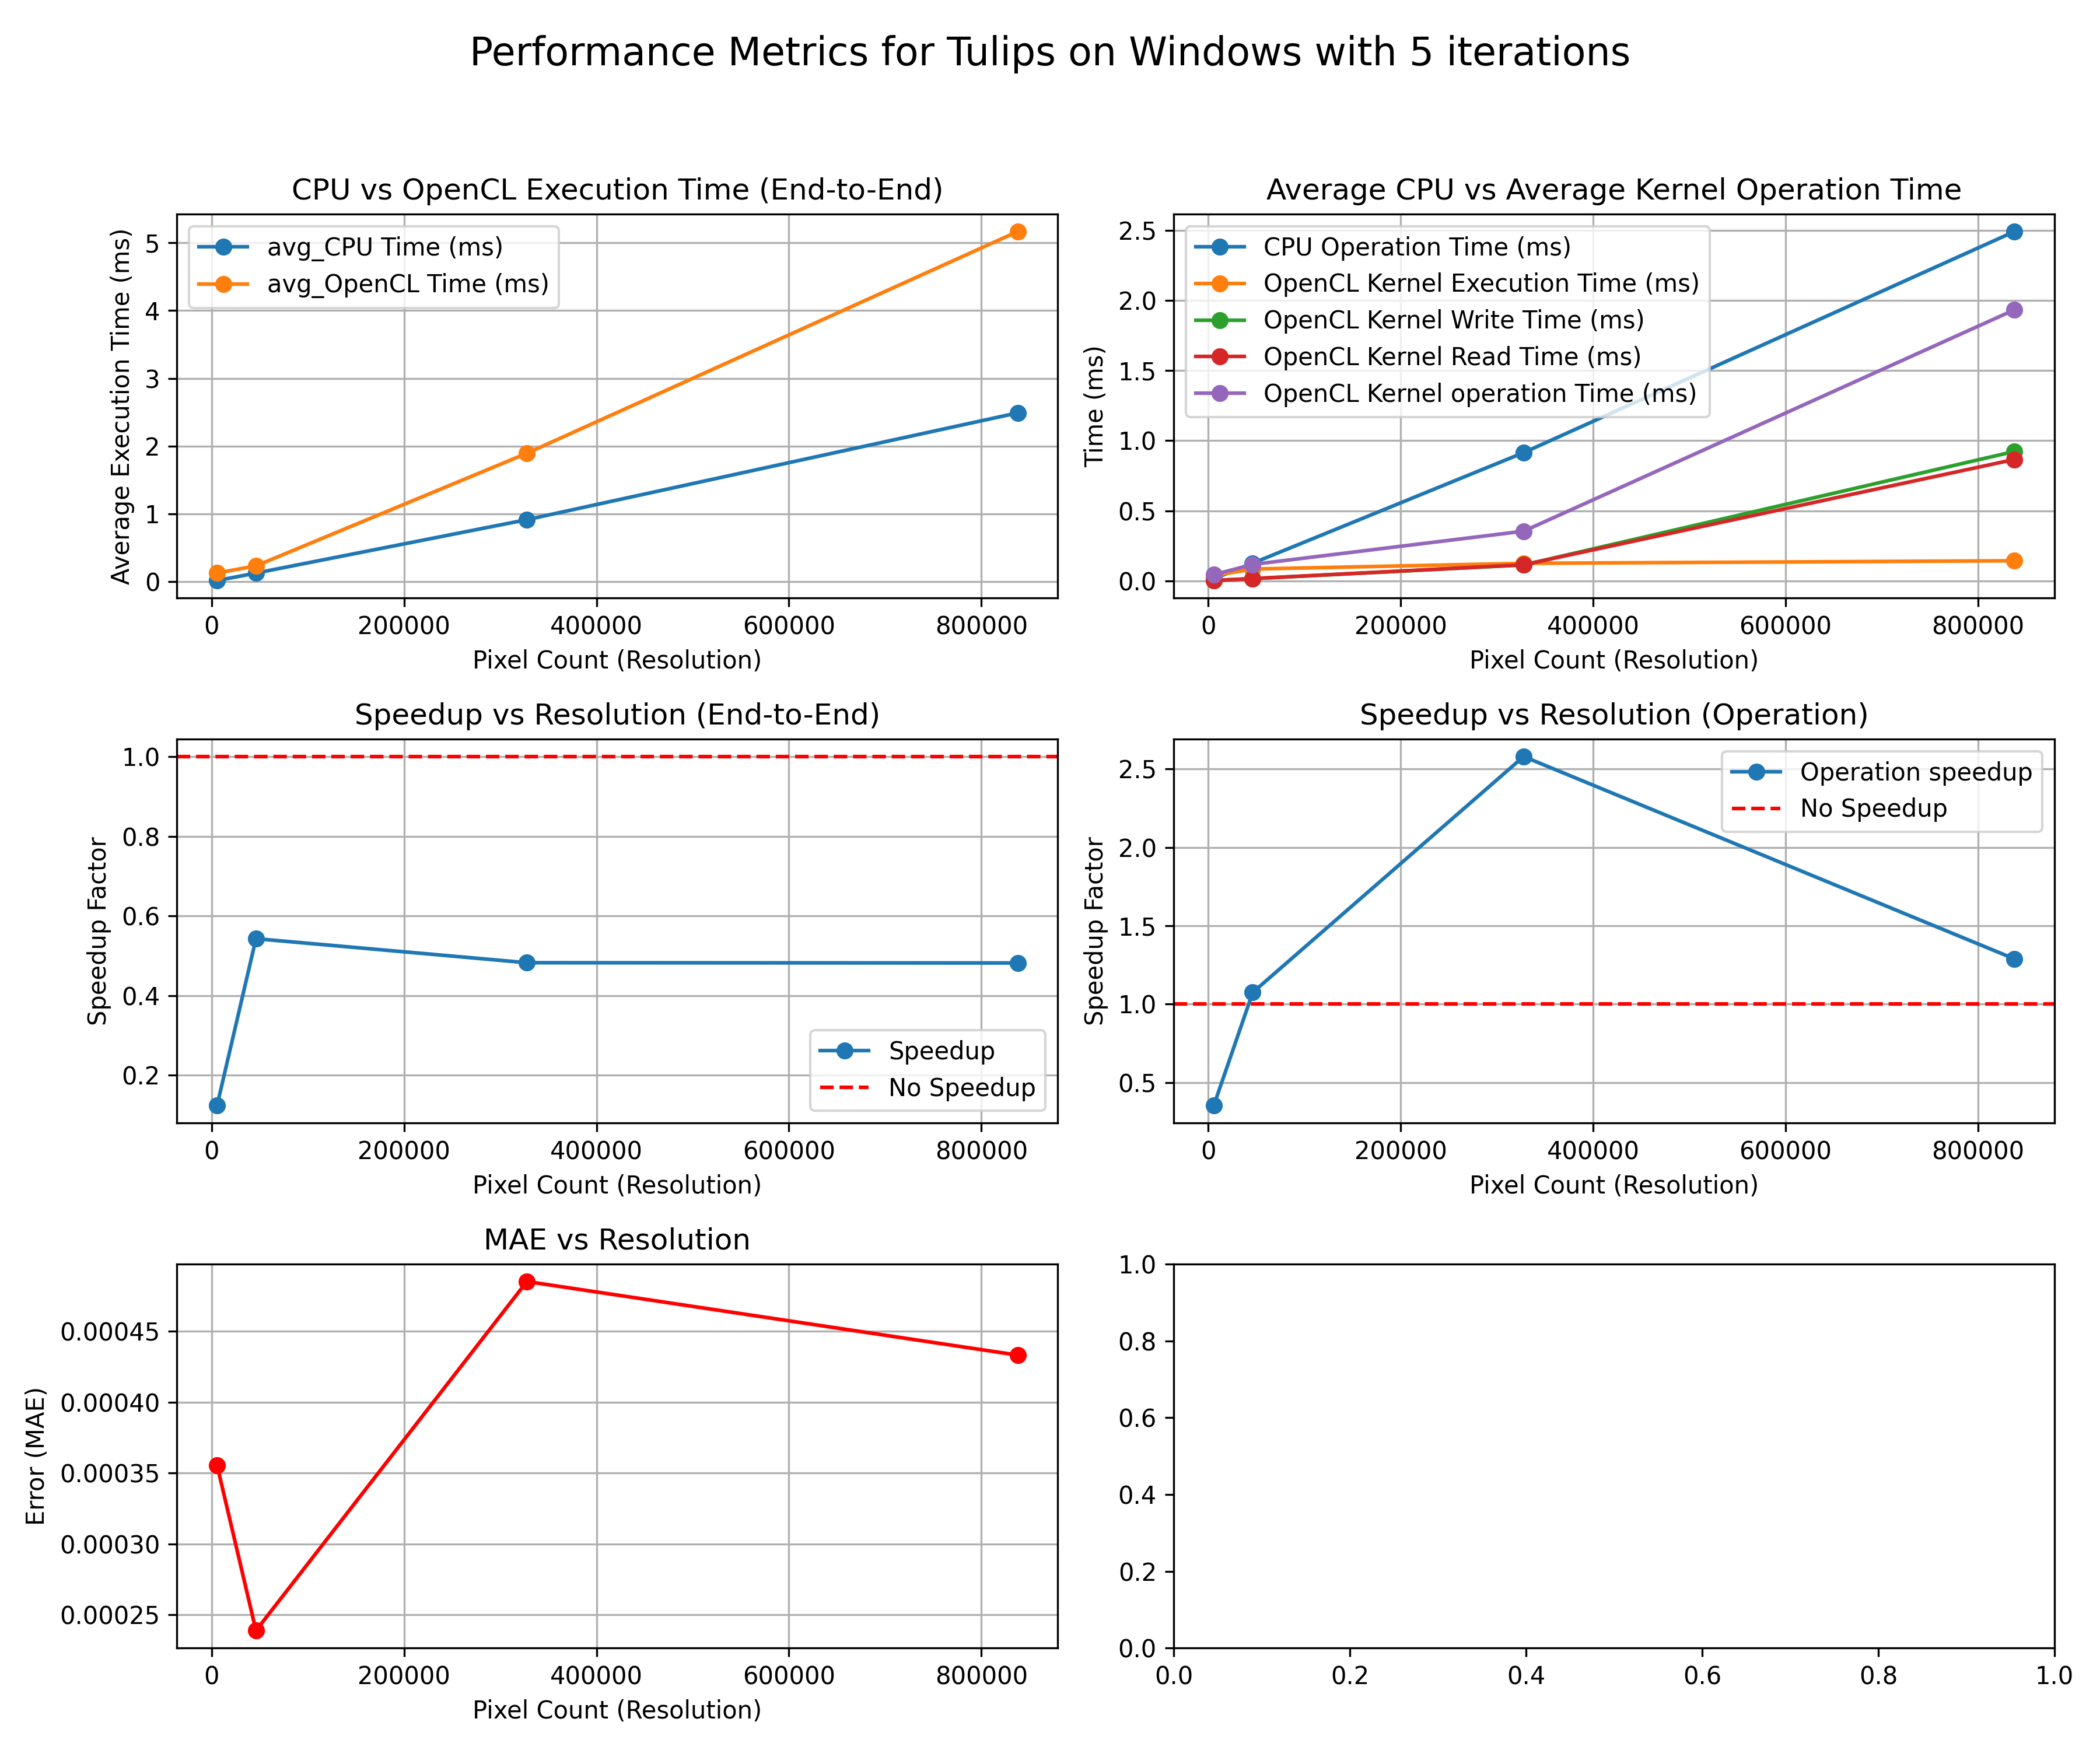 Performance Metrics for Tulips on Windows with 5 iterations
CPU vs OpenCL Execution Time (End-to-End)
Average Execution Time (ms)
5
4
3
2
1
0
avg_CPU Time (ms)
avg_OpenCL Time (ms)
0 200000 400000 600000 800000
Pixel Count (Resolution)
Average CPU vs Average Kernel Operation Time
Time (ms)
2.5
2.0
1.5
1.0
0.5
0.0
CPU Operation Time (ms)
OpenCL Kernel Execution Time (ms)
OpenCL Kernel Write Time (ms)
OpenCL Kernel Read Time (ms)
OpenCL Kernel operation Time (ms)
0 200000 400000 600000 800000
Pixel Count (Resolution)
Speedup vs Resolution (End-to-End)
Speedup Factor
1.0
0.8
0.6
0.4
0.2
Speedup
No Speedup
0 200000 400000 600000 800000
Pixel Count (Resolution)
Speedup vs Resolution (Operation)
Speedup Factor
2.5
2.0
1.5
1.0
0.5
Operation speedup
No Speedup
0 200000 400000 600000 800000
Pixel Count (Resolution)
MAE vs Resolution
Error (MAE)
0.00045
0.00040
0.00035
0.00030
0.00025
0 200000 400000 600000 800000
Pixel Count (Resolution)
1.0
0.8
0.6
0.4
0.2
0.0
0.0 0.2 0.4 0.6 0.8 1.0